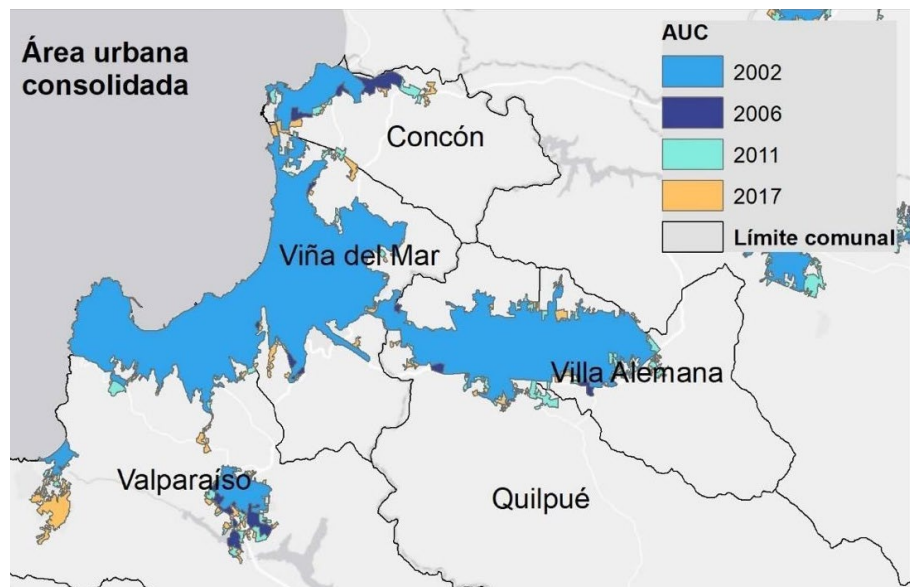 Área urbana
consolidada
AUC
2002
2006
2011
2017
Límite comunal
Concón
Viña del Mar
Villa Alemana
Valparaíso
Quilpué